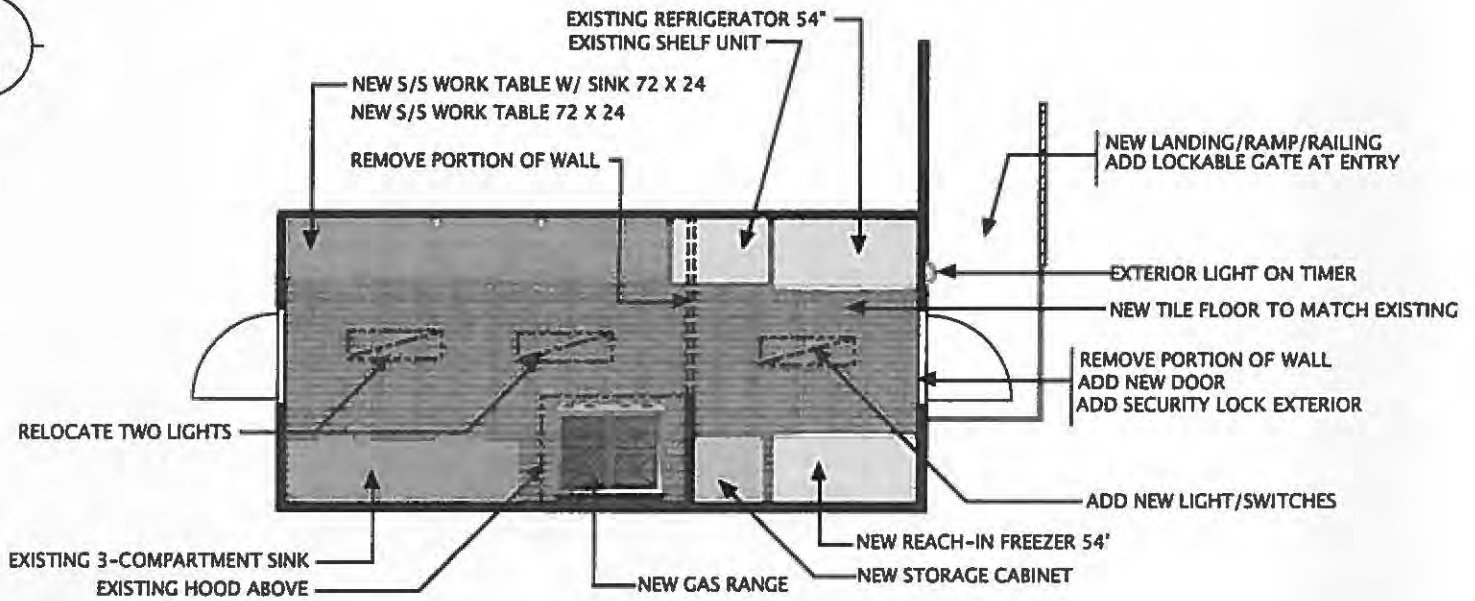 EXISTING REFRIGERATOR 54"
EXISTING SHELF UNIT
NEW S/S WORK TABLE W/ SINK 72 X 24
NEW S/S WORK TABLE 72 X 24
REMOVE PORTION OF WALL
NEW LANDING/RAMP/RAILING
ADD LOCKABLE GATE AT ENTRY
EXTERIOR LIGHT ON TIMER
NEW TILE FLOOR TO MATCH EXISTING
REMOVE PORTION OF WALL
ADD NEW DOOR
ADD SECURITY LOCK EXTERIOR
RELOCATE TWO LIGHTS
ADD NEW LIGHT/SWITCHES
EXISTING 3-COMPARTMENT SINK
EXISTING HOOD ABOVE
NEW GAS RANGE
NEW REACH-IN FREEZER 54"
NEW STORAGE CABINET